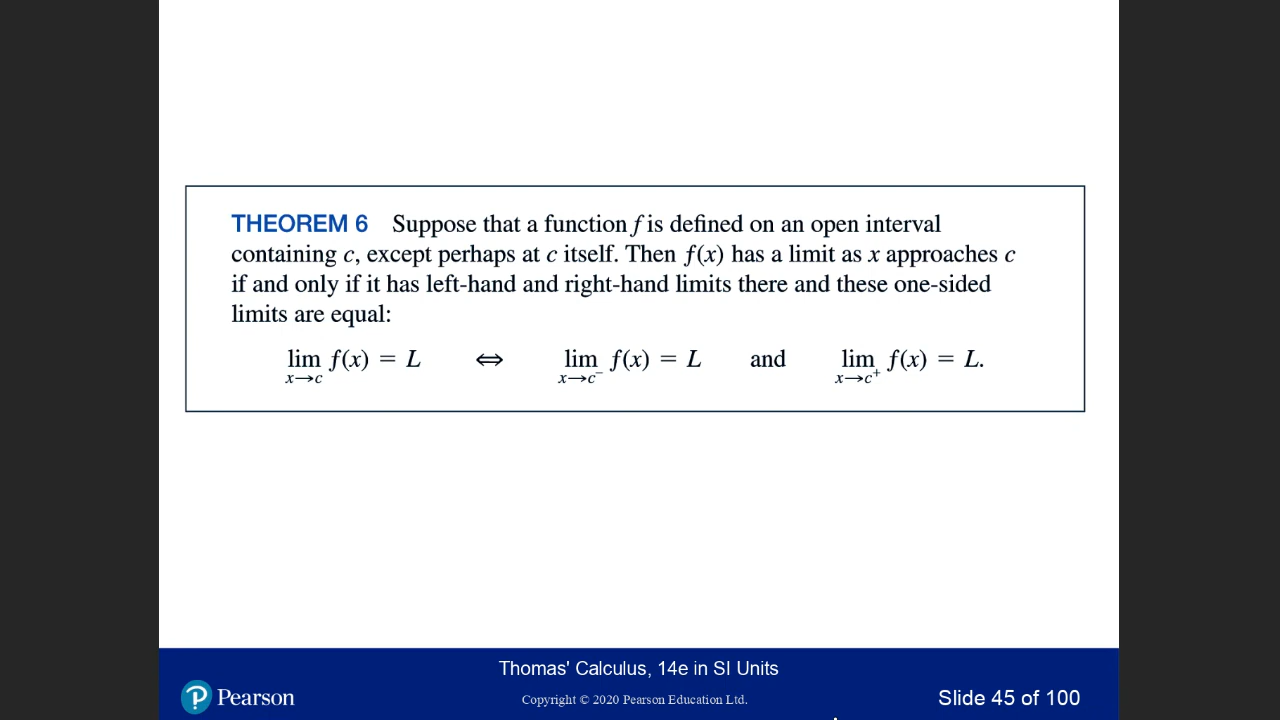 THEOREM 6 Suppose that a function f is defined on an open interval
containing c, except perhaps at c itself. Then f(x) has a limit as x approaches c
if and only if it has left-hand and right-hand limits there and these one-sided
limits are equal:
lim x→c f(x) = L ⇔ lim x→c⁻ f(x) = L and lim x→c⁺ f(x) = L.
Thomas' Calculus, 14e in SI Units
Pearson Copyright © 2020 Pearson Education Ltd. Slide 45 of 100